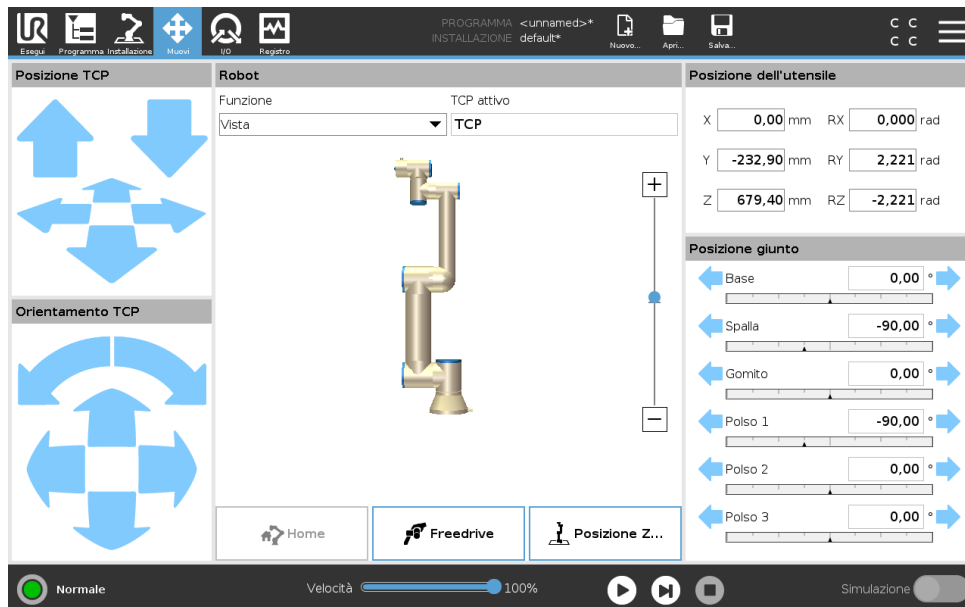 PROGRAMMA <unnamed>*
INSTALLAZIONE default*
UR
Esegui
Programma
Installazione
Muovi
I/O
Registro
Nuovo...
Apri...
Salva...
C C
C C
Posizione TCP
Orientamento TCP
Robot
Funzione
TCP attivo
Vista
TCP
+
−
Home
Freedrive
Posizione Z...
Posizione dell'utensile
X 0,00 mm RX 0,000 rad
Y -232,90 mm RY 2,221 rad
Z 679,40 mm RZ -2,221 rad
Posizione giunto
Base 0,00 °
Spalla -90,00 °
Gomito 0,00 °
Polso 1 -90,00 °
Polso 2 0,00 °
Polso 3 0,00 °
Normale
Velocità 100%
Simulazione